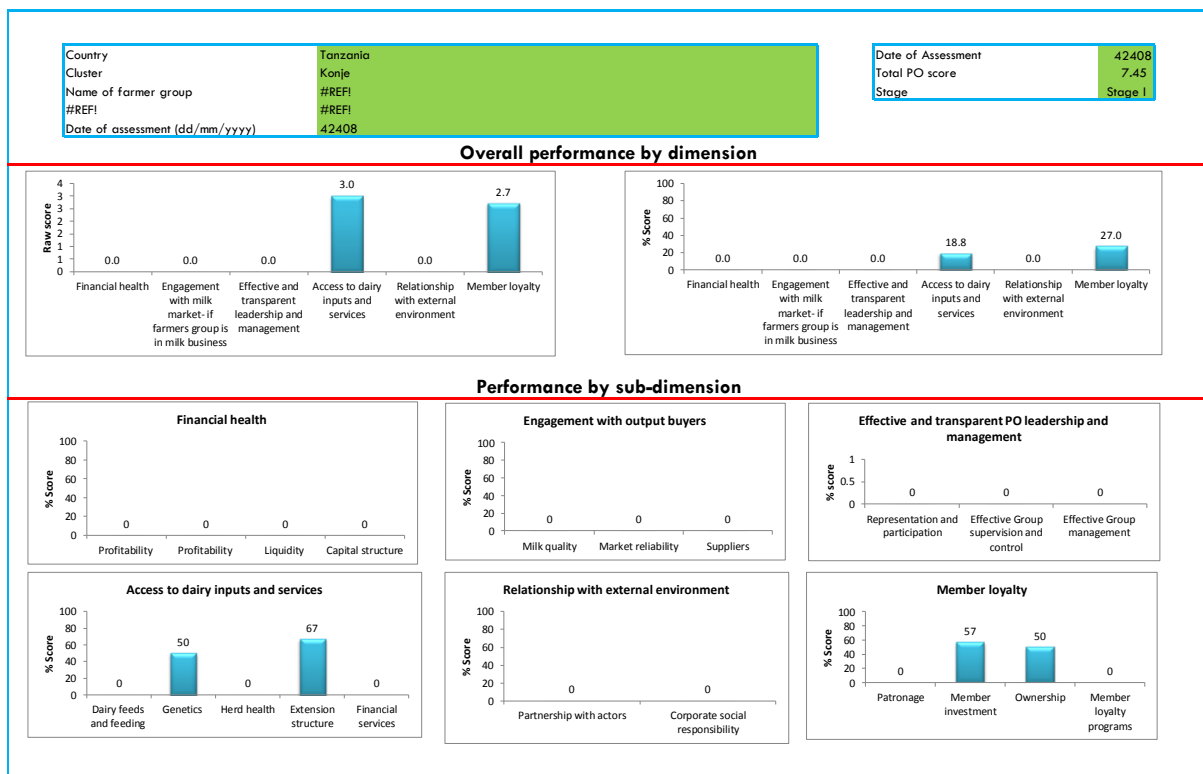 Country Tanzania
Cluster Konje
Name of farmer group #REF!
#REF! #REF!
Date of assessment (dd/mm/yyyy) 42408
Date of Assessment 42408
Total PO score 7.45
Stage Stage I
Overall performance by dimension
Raw score
4
3
3
2
2
1
1
0
0.0 0.0 0.0 3.0 0.0 2.7
Financial health
Engagement
with milk
market- if
farmers group is
in milk business
Effective and
transparent
leadership and
management
Access to dairy
inputs and
services
Relationship
with external
environment
Member loyalty
% Score
100
80
60
40
20
0
0.0 0.0 0.0 18.8 0.0 27.0
Financial health
Engagement
with milk
market- if
farmers group is
in milk business
Effective and
transparent
leadership and
management
Access to dairy
inputs and
services
Relationship
with external
environment
Member loyalty
Performance by sub-dimension
Financial health
% Score
100
80
60
40
20
0
0 0 0 0
Profitability Profitability Liquidity Capital structure
Engagement with output buyers
% Score
100
80
60
40
20
0
0 0 0
Milk quality Market reliability Suppliers
Effective and transparent PO leadership and
management
% score
1
0.5
0
0 0 0
Representation and
participation
Effective Group
supervision and
control
Effective Group
management
Access to dairy inputs and services
% Score
100
80
60
40
20
0
0 50 0 67 0
Dairy feeds
and feeding
Genetics
Herd health
Extension
structure
Financial
services
Relationship with external environment
% Score
100
80
60
40
20
0
0 0
Partnership with actors
Corporate social
responsibility
Member loyalty
% Score
100
80
60
40
20
0
0 57 50 0
Patronage
Member
investment
Ownership
Member
loyalty
programs